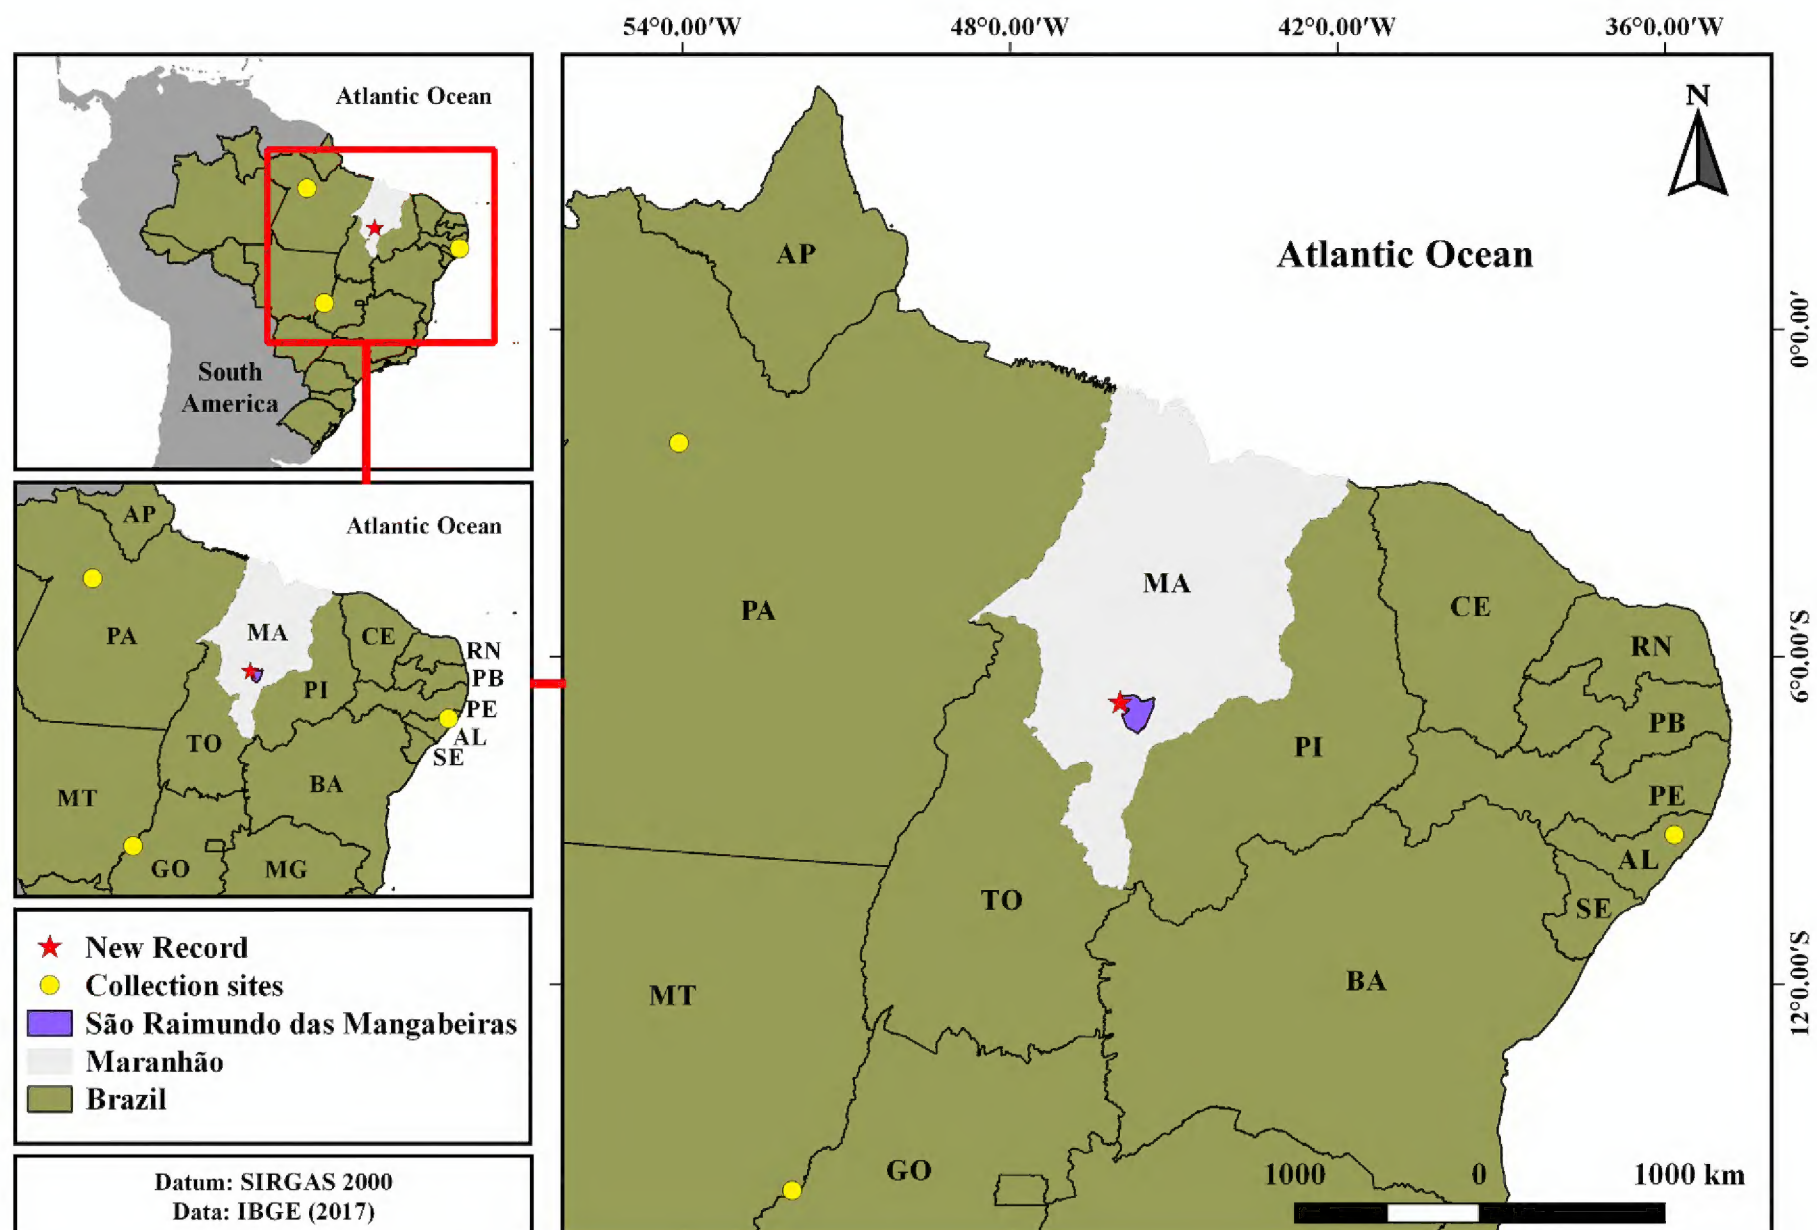 54°0.00'W 48°0.00'W 42°0.00'W 36°0.00'W
Atlantic Ocean
South
America
Atlantic Ocean
AP
PA
MA
CE
RN
PB
PI
PE
AL
SE
TO
BA
MT
GO
MG
New Record
Collection sites
São Raimundo das Mangabeiras
Maranhão
Brazil
Datum: SIRGAS 2000
Data: IBGE (2017)
N
Atlantic Ocean
AP
0°0.00'
MA
PA
CE
RN
6°0.00'S
PB
PI
PE
AL
TO
SE
BA
MT
12°0.00'S
GO
1000 0 1000 km